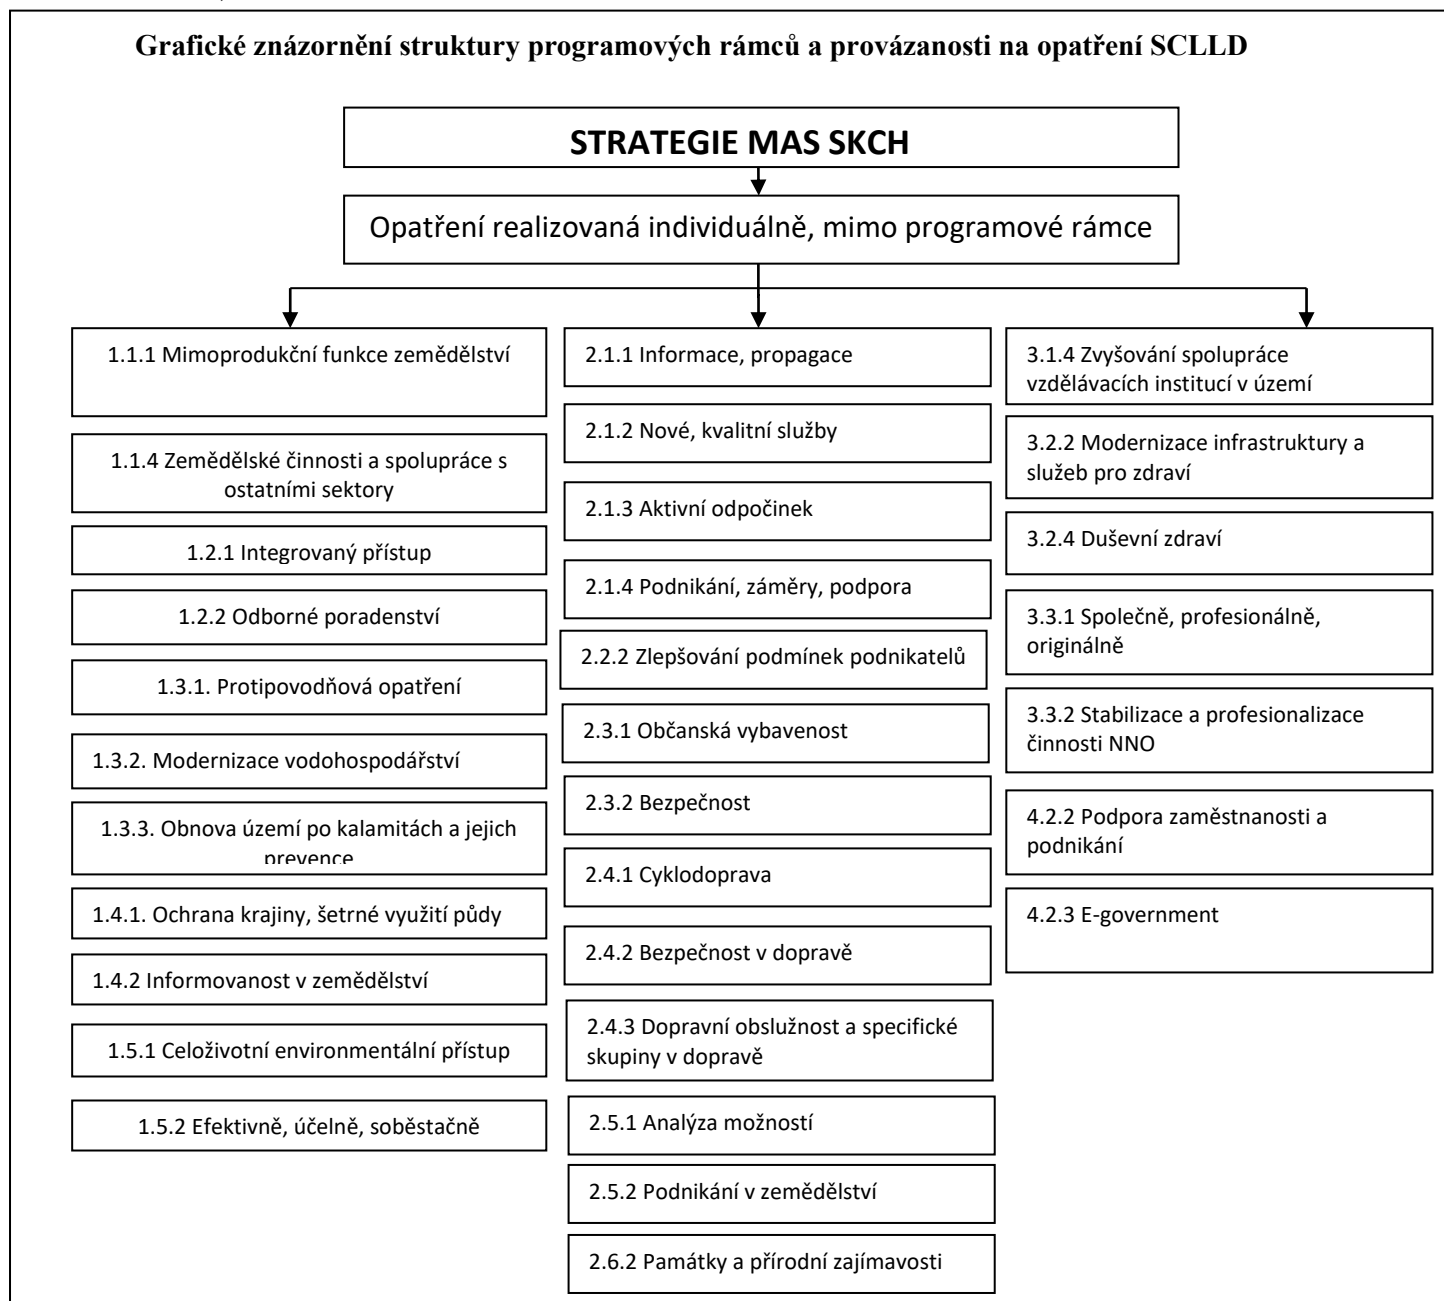 Grafické znázornění struktury programových rámců a provázanosti na opatření SCLLD
STRATEGIE MAS SKCH
Opatření realizovaná individuálně, mimo programové rámce
1.1.1 Mimoprodukční funkce zemědělství
1.1.4 Zemědělské činnosti a spolupráce s
ostatními sektory
1.2.1 Integrovaný přístup
1.2.2 Odborné poradenství
1.3.1. Protipovodňová opatření
1.3.2. Modernizace vodohospodářství
1.3.3. Obnova území po kalamitách a jejich
prevence
1.4.1. Ochrana krajiny, šetrné využití půdy
1.4.2 Informovanost v zemědělství
1.5.1 Celoživotní environmentální přístup
1.5.2 Efektivně, účelně, soběstačně
2.1.1 Informace, propagace
2.1.2 Nové, kvalitní služby
2.1.3 Aktivní odpočinek
2.1.4 Podnikání, záměry, podpora
2.2.2 Zlepšování podmínek podnikatelů
2.3.1 Občanská vybavenost
2.3.2 Bezpečnost
2.4.1 Cyklodoprava
2.4.2 Bezpečnost v dopravě
2.4.3 Dopravní obslužnost a specifické
skupiny v dopravě
2.5.1 Analýza možností
2.5.2 Podnikání v zemědělství
2.6.2 Památky a přírodní zajímavosti
3.1.4 Zvyšování spolupráce
vzdělávacích institucí v území
3.2.2 Modernizace infrastruktury a
služeb pro zdraví
3.2.4 Duševní zdraví
3.3.1 Společně, profesionálně,
originálně
3.3.2 Stabilizace a profesionalizace
činnosti NNO
4.2.2 Podpora zaměstnanosti a
podnikání
4.2.3 E-government